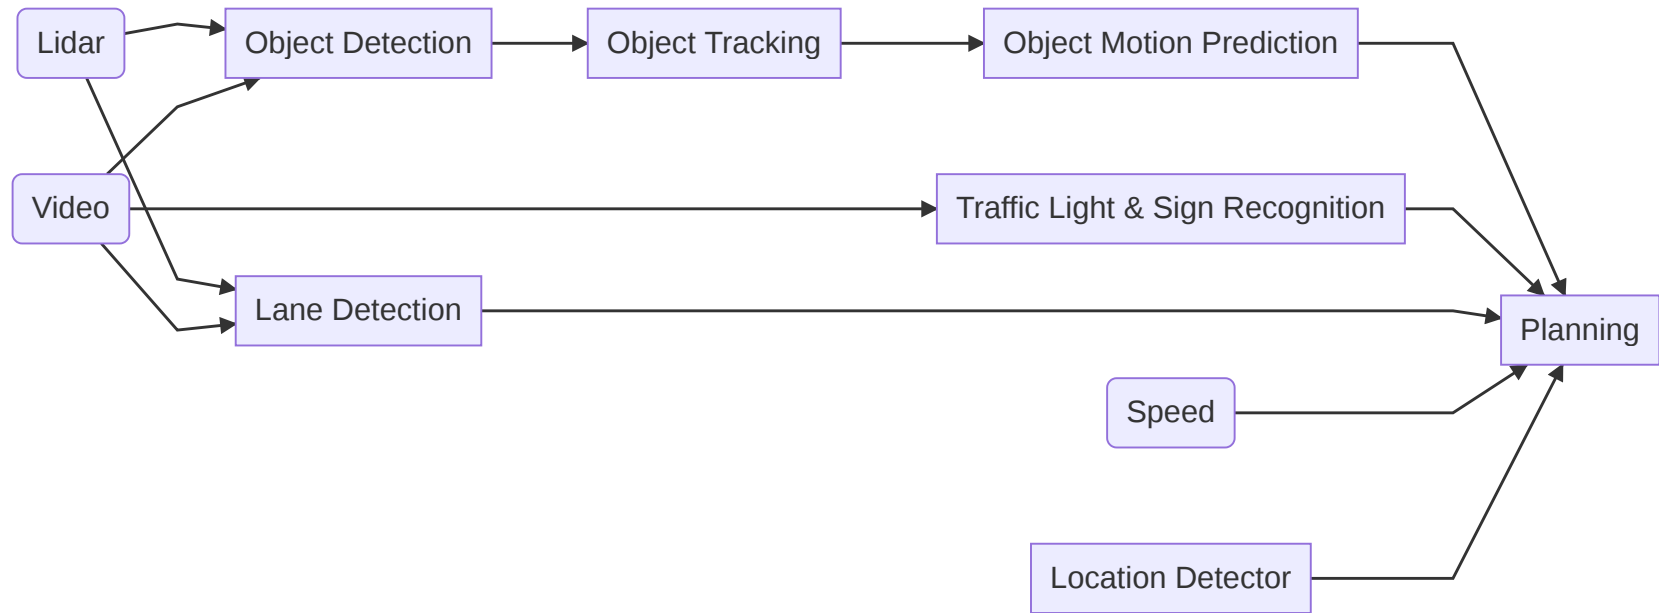 Lidar
Object Detection
Object Tracking
Object Motion Prediction
Video
Traffic Light & Sign Recognition
Lane Detection
Planning
Speed
Location Detector